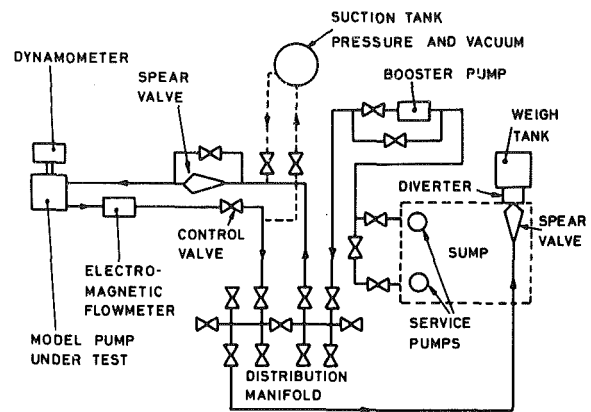 SUCTION TANK
PRESSURE AND VACUUM
DYNAMOMETER
SPEAR
VALVE
BOOSTER PUMP
WEIGH
TANK
DIVERTER
SPEAR
VALVE
SUMP
CONTROL
VALVE
ELECTRO-
MAGNETIC
FLOWMETER
SERVICE
PUMPS
MODEL PUMP
UNDER TEST
DISTRIBUTION
MANIFOLD